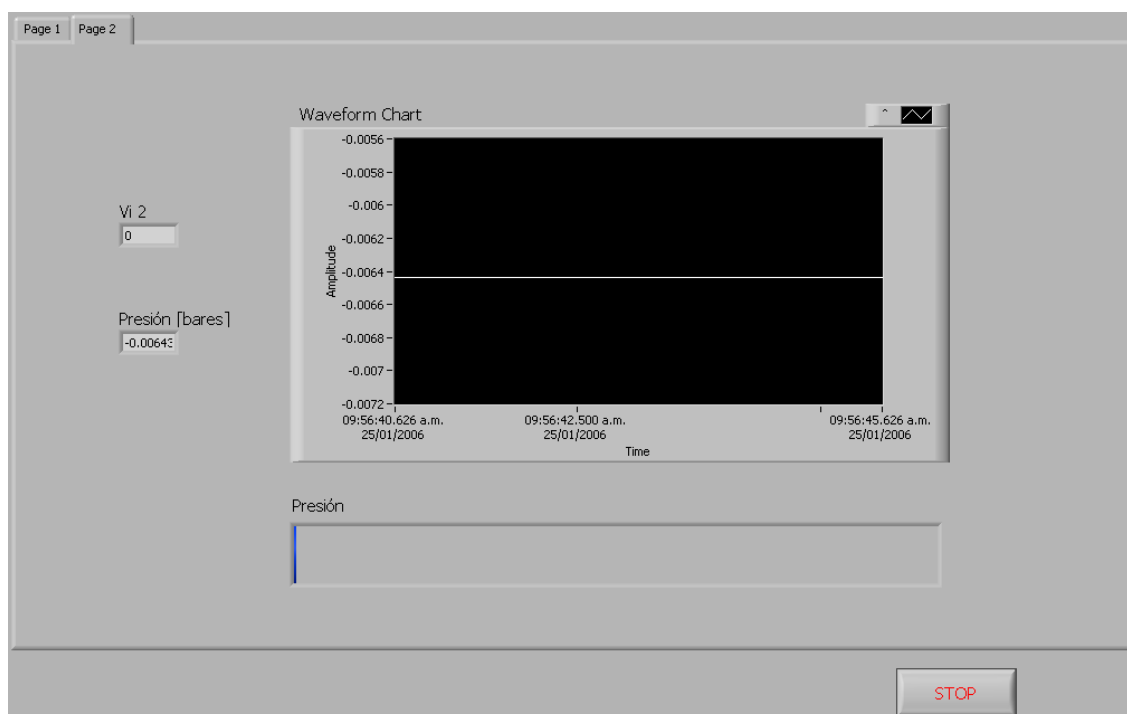 Page 1
Page 2
Waveform Chart
-0.0056
-0.0058
-0.006
-0.0062
-0.0064
-0.0066
-0.0068
-0.007
-0.0072
Amplitude
09:56:40.626 a.m.
25/01/2006
09:56:42.500 a.m.
25/01/2006
09:56:45.626 a.m.
25/01/2006
Time
Vi 2
0
Presión [bares]
-0.00643
Presión
STOP